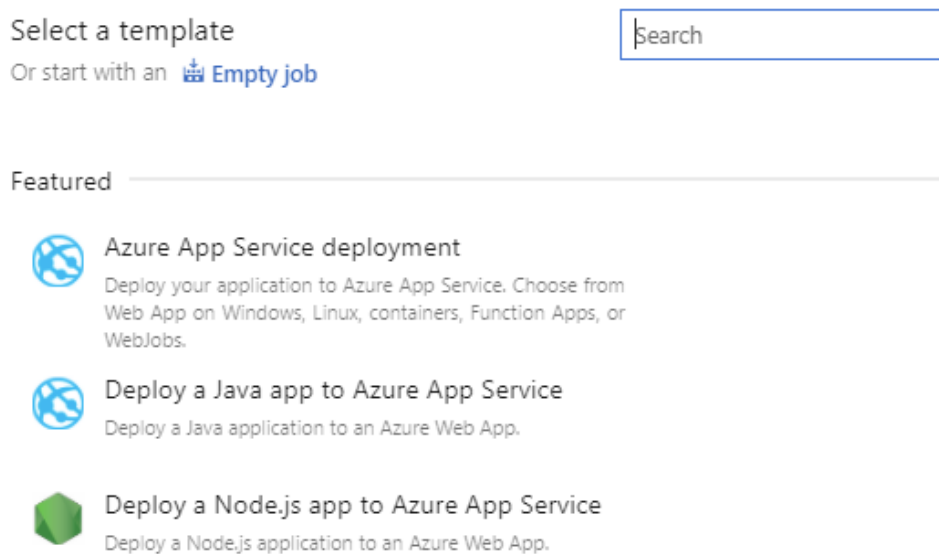 Select a template
Search
Or start with an Empty job
Featured
Azure App Service deployment
Deploy your application to Azure App Service. Choose from
Web App on Windows, Linux, containers, Function Apps, or
WebJobs.
Deploy a Java app to Azure App Service
Deploy a Java application to an Azure Web App.
Deploy a Node.js app to Azure App Service
Deploy a Node.js application to an Azure Web App.